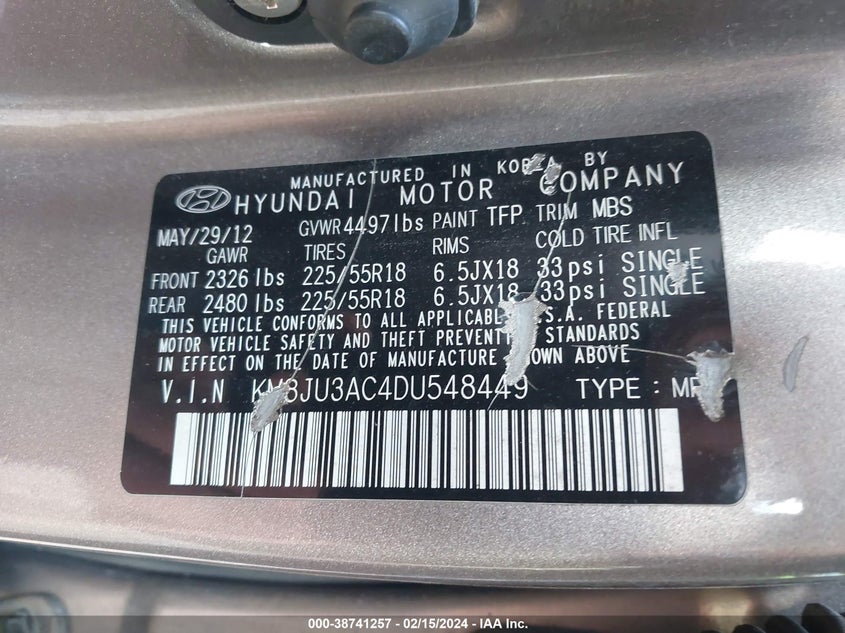 MANUFACTURED IN KOREA BY
HYUNDAI MOTOR COMPANY
MAY/29/12 GVWR 4497 lbs PAINT TFP TRIM MBS
GAWR TIRES RIMS COLD TIRE INFL
FRONT 2326 lbs 225/55R18 6.5JX18 33psi SINGLE
REAR 2480 lbs 225/55R18 6.5JX18 33psi SINGLE
THIS VEHICLE CONFORMS TO ALL APPLICABLE U.S.A. FEDERAL
MOTOR VEHICLE SAFETY AND THEFT PREVENTION STANDARDS
IN EFFECT ON THE DATE OF MANUFACTURE SHOWN ABOVE
V.I.N KM8JU3AC4DU548449 TYPE:
000-38741257 - 02/15/2024 - IAA Inc.